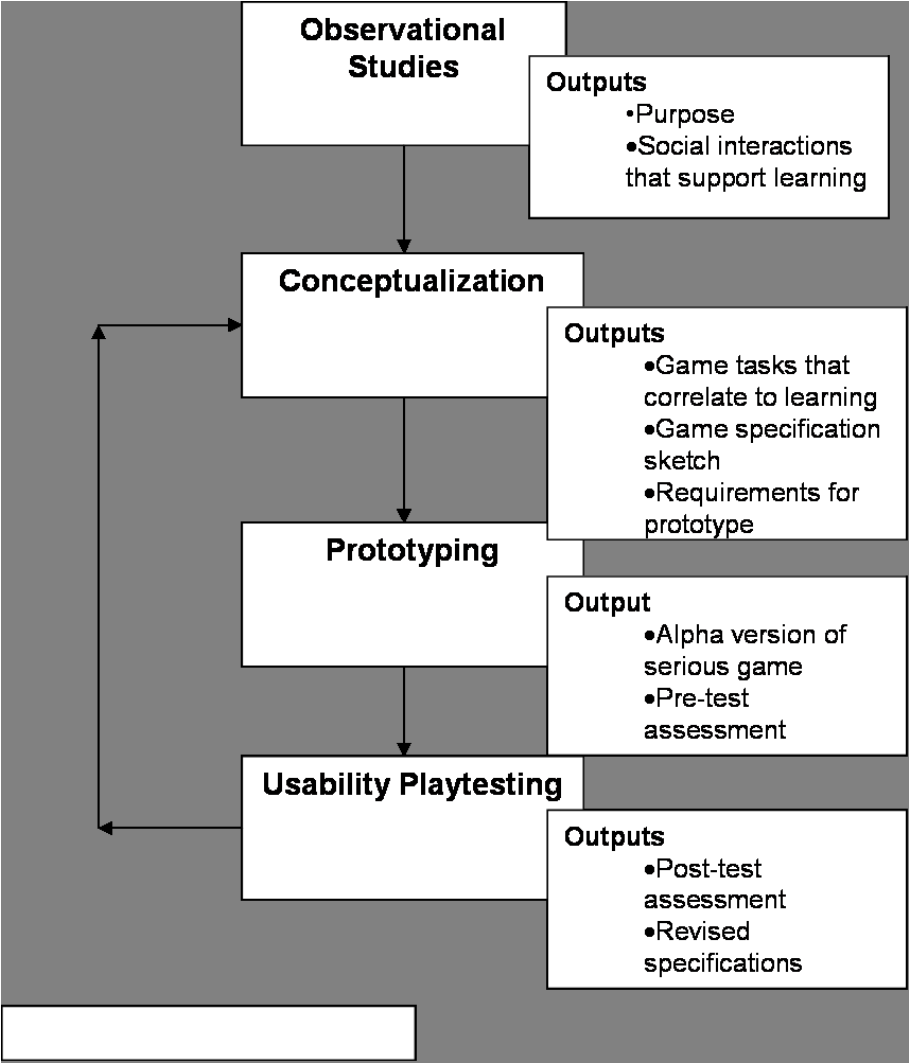 Observational
Studies
Outputs
•Purpose
•Social interactions
that support learning
Conceptualization
Outputs
•Game tasks that
correlate to learning
•Game specification
sketch
•Requirements for
prototype
Prototyping
Output
•Alpha version of
serious game
•Pre-test
assessment
Usability Playtesting
Outputs
•Post-test
assessment
•Revised
specifications